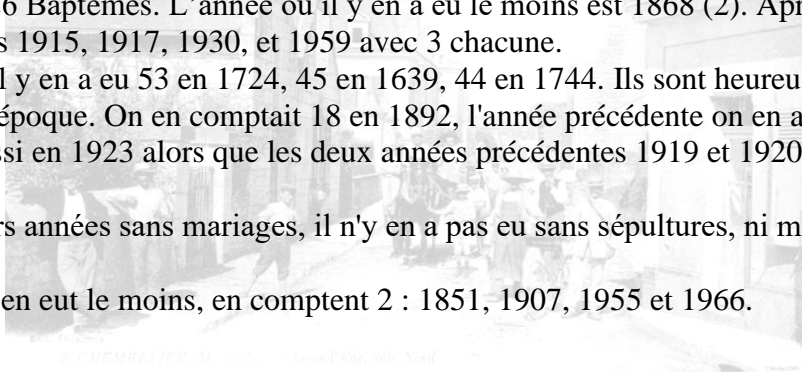 6 Baptêmes. L'année où il y en a eu le moins est 1868 (2). Apr
s 1915, 1917, 1930, et 1959 avec 3 chacune.
l y en a eu 53 en 1724, 45 en 1639, 44 en 1744. Ils sont heureu
époque. On en comptait 18 en 1892, l'année précédente on en a
ssi en 1923 alors que les deux années précédentes 1919 et 1920
rs années sans mariages, il n'y en a pas eu sans sépultures, ni m
en eut le moins, en comptent 2 : 1851, 1907, 1955 et 1966.